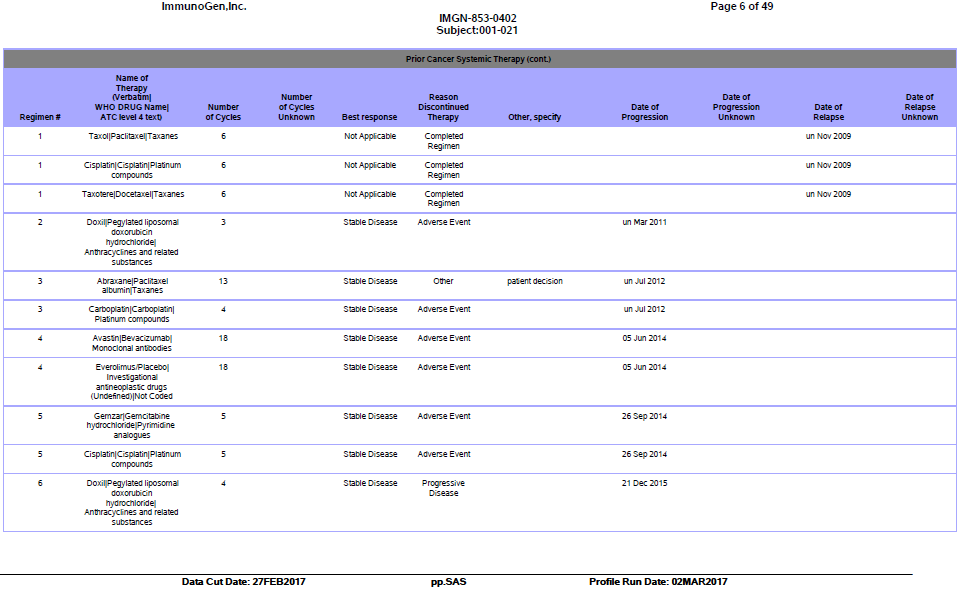 ImmunoGen,Inc.
Page 6 of 49
IMGN-853-0402
Subject:001-021
Prior Cancer Systemic Therapy (cont.)
Regimen #
Name of
Therapy
(Verbatim|
WHO DRUG Name|
ATC level 4 text)
Number
of Cycles
Number
of Cycles
Unknown
Best response
Reason
Discontinued
Therapy
Other, specify
Date of
Progression
Date of
Progression
Unknown
Date of
Relapse
Date of
Relapse
Unknown
1 Taxol|Paclitaxel|Taxanes 6 Not Applicable Completed un Nov 2009
Regimen
1 Cisplatin|Cisplatin|Platinum 6 Not Applicable Completed un Nov 2009
compounds Regimen
1 Taxotere|Docetaxel|Taxanes 6 Not Applicable Completed un Nov 2009
Regimen
2 Doxil|Pegylated liposomal 3 Stable Disease Adverse Event un Mar 2011
doxorubicin
hydrochloride|
Anthracyclines and related
substances
3 Abraxane|Paclitaxel 13 Stable Disease Other patient decision un Jul 2012
albumin|Taxanes
3 Carboplatin|Carboplatin| 4 Stable Disease Adverse Event un Jul 2012
Platinum compounds
4 Avastin|Bevacizumab| 18 Stable Disease Adverse Event 05 Jun 2014
Monoclonal antibodies
4 Everolimus/Placebo| 18 Stable Disease Adverse Event 05 Jun 2014
Investigational
antineoplastic drugs
(Undefined)|Not Coded
5 Gemzar|Gemcitabine 5 Stable Disease Adverse Event 26 Sep 2014
hydrochloride|Pyrimidine
analogues
5 Cisplatin|Cisplatin|Platinum 5 Stable Disease Adverse Event 26 Sep 2014
compounds
6 Doxil|Pegylated liposomal 4 Stable Disease Progressive 21 Dec 2015
doxorubicin Disease
hydrochloride|
Anthracyclines and related
substances
Data Cut Date: 27FEB2017 pp.SAS Profile Run Date: 02MAR2017